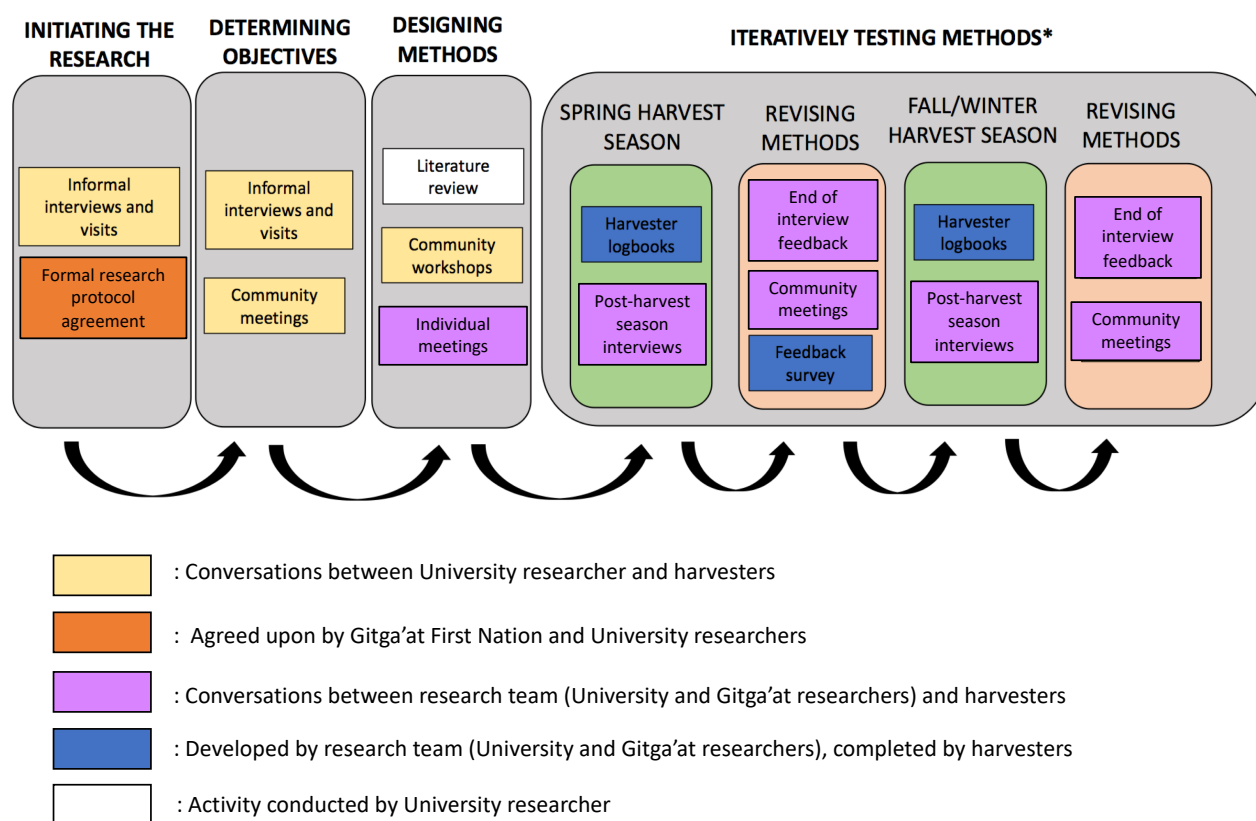 INITIATING THE
RESEARCH
Informal
interviews and
visits
Formal research
protocol
agreement
DETERMINING
OBJECTIVES
Informal
interviews and
visits
Community
meetings
DESIGNING
METHODS
Literature
review
Community
workshops
Individual
meetings
ITERATIVELY TESTING METHODS*
SPRING HARVEST
SEASON
Harvester
logbooks
Post-harvest
season
interviews
REVISING
METHODS
End of
interview
feedback
Community
meetings
Feedback
survey
FALL/WINTER
HARVEST SEASON
Harvester
logbooks
Post-harvest
season
interviews
REVISING
METHODS
End of
interview
feedback
Community
meetings
: Conversations between University researcher and harvesters
: Agreed upon by Gitga’at First Nation and University researchers
: Conversations between research team (University and Gitga’at researchers) and harvesters
: Developed by research team (University and Gitga’at researchers), completed by harvesters
: Activity conducted by University researcher